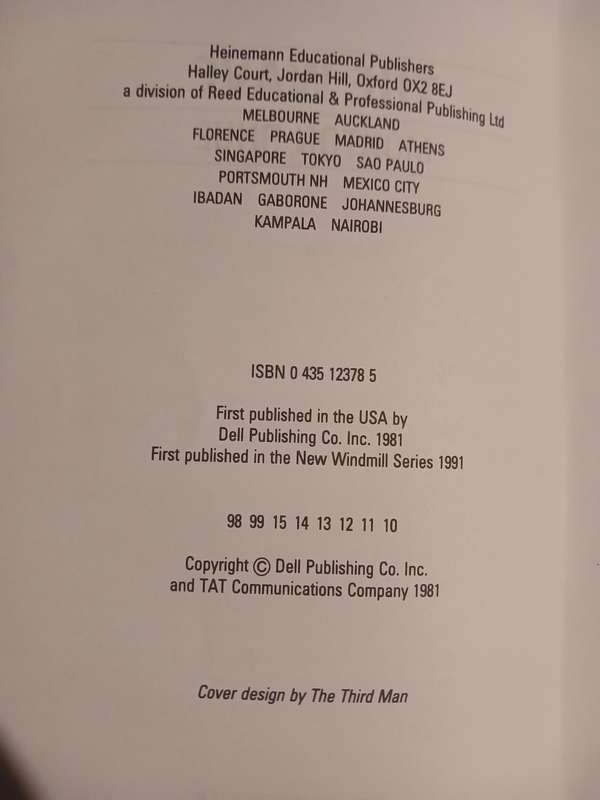 Heinemann Educational Publishers
Halley Court, Jordan Hill, Oxford OX2 8EJ
a division of Reed Educational & Professional Publishing Ltd
MELBOURNE AUCKLAND
FLORENCE PRAGUE MADRID ATHENS
SINGAPORE TOKYO SAO PAULO
PORTSMOUTH NH MEXICO CITY
IBADAN GABORONE JOHANNESBURG
KAMPALA NAIROBI
ISBN 0 435 12378 5
First published in the USA by
Dell Publishing Co. Inc. 1981
First published in the New Windmill Series 1991
98 99 15 14 13 12 11 10
Copyright © Dell Publishing Co. Inc.
and TAT Communications Company 1981
Cover design by The Third Man